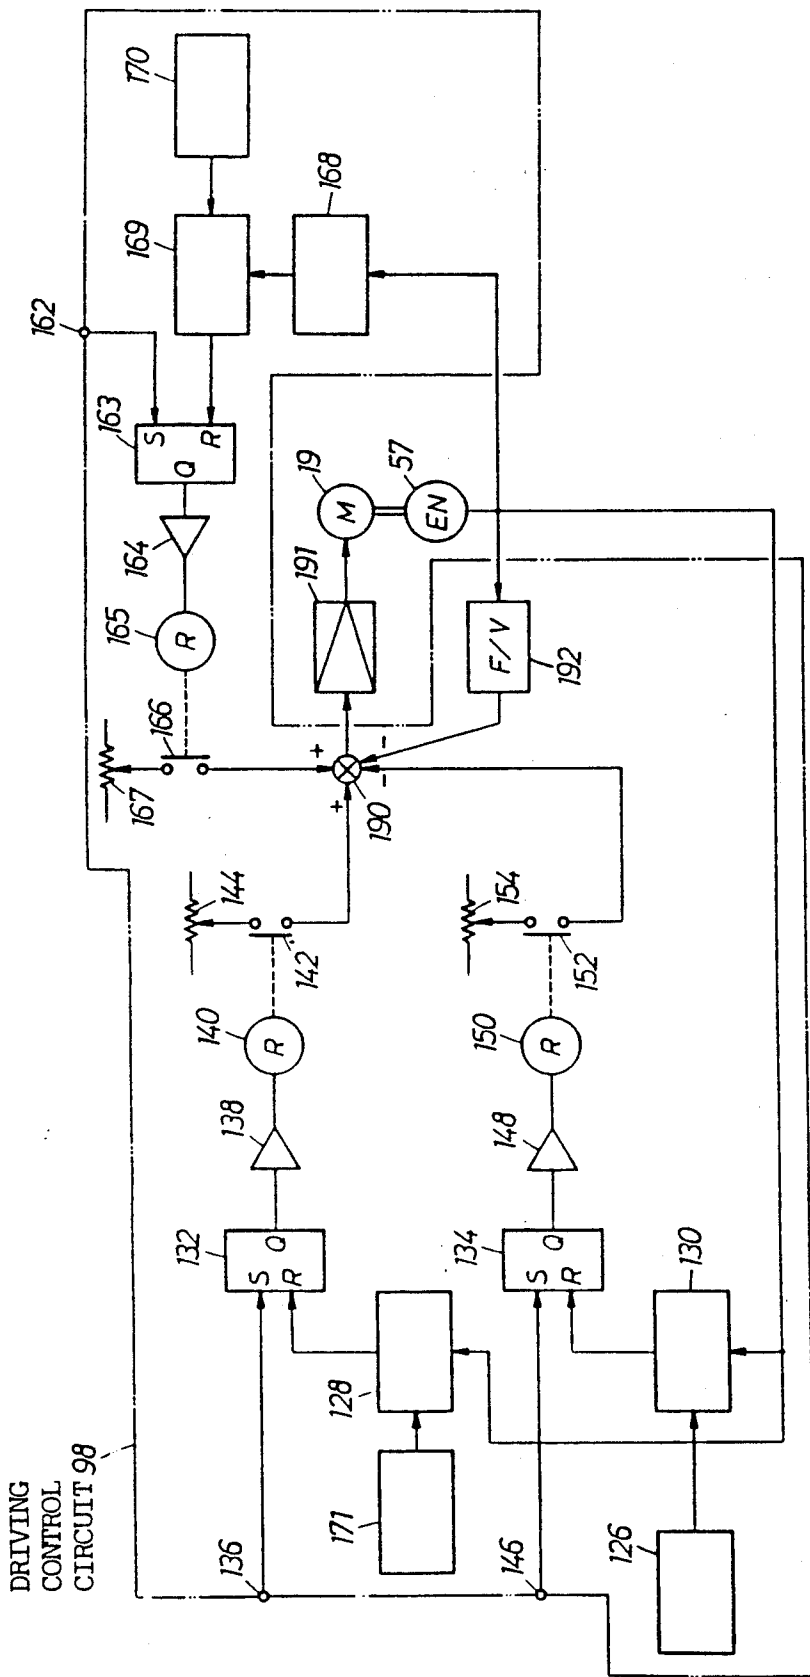 DRIVING
CONTROL
CIRCUIT 98
136
146
126
171
128
130
132
S
R
Q
134
S
R
Q
138
148
140
R
150
R
142
144
152
154
167
166
165
R
164
163
S
R
Q
162
169
170
168
190
+
+
-
-
191
19
M
57
EN
F/V
192